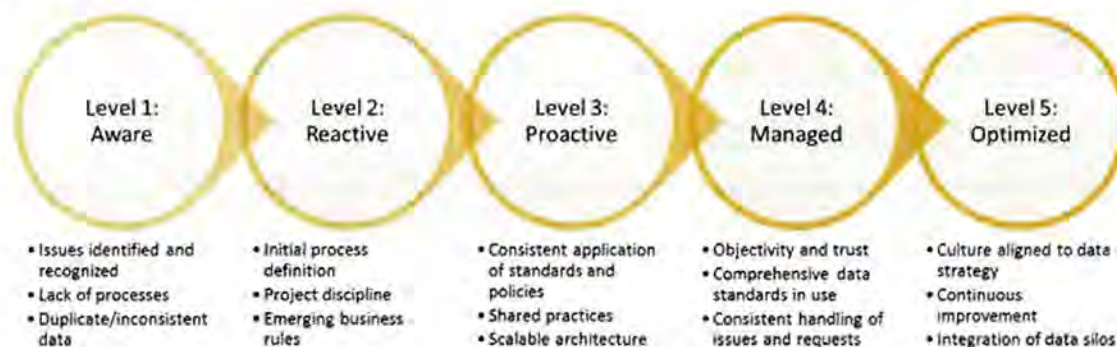 Level 1:
Aware
Level 2:
Reactive
Level 3:
Proactive
Level 4:
Managed
Level 5:
Optimized
• Issues identified and
recognized
• Lack of processes
• Duplicate/inconsistent
data
• Initial process
definition
• Project discipline
• Emerging business
rules
• Consistent application
of standards and
policies
• Shared practices
• Scalable architecture
• Objectivity and trust
• Comprehensive data
standards in use
• Consistent handling of
issues and requests
• Culture aligned to data
strategy
• Continuous
improvement
• Integration of data silos